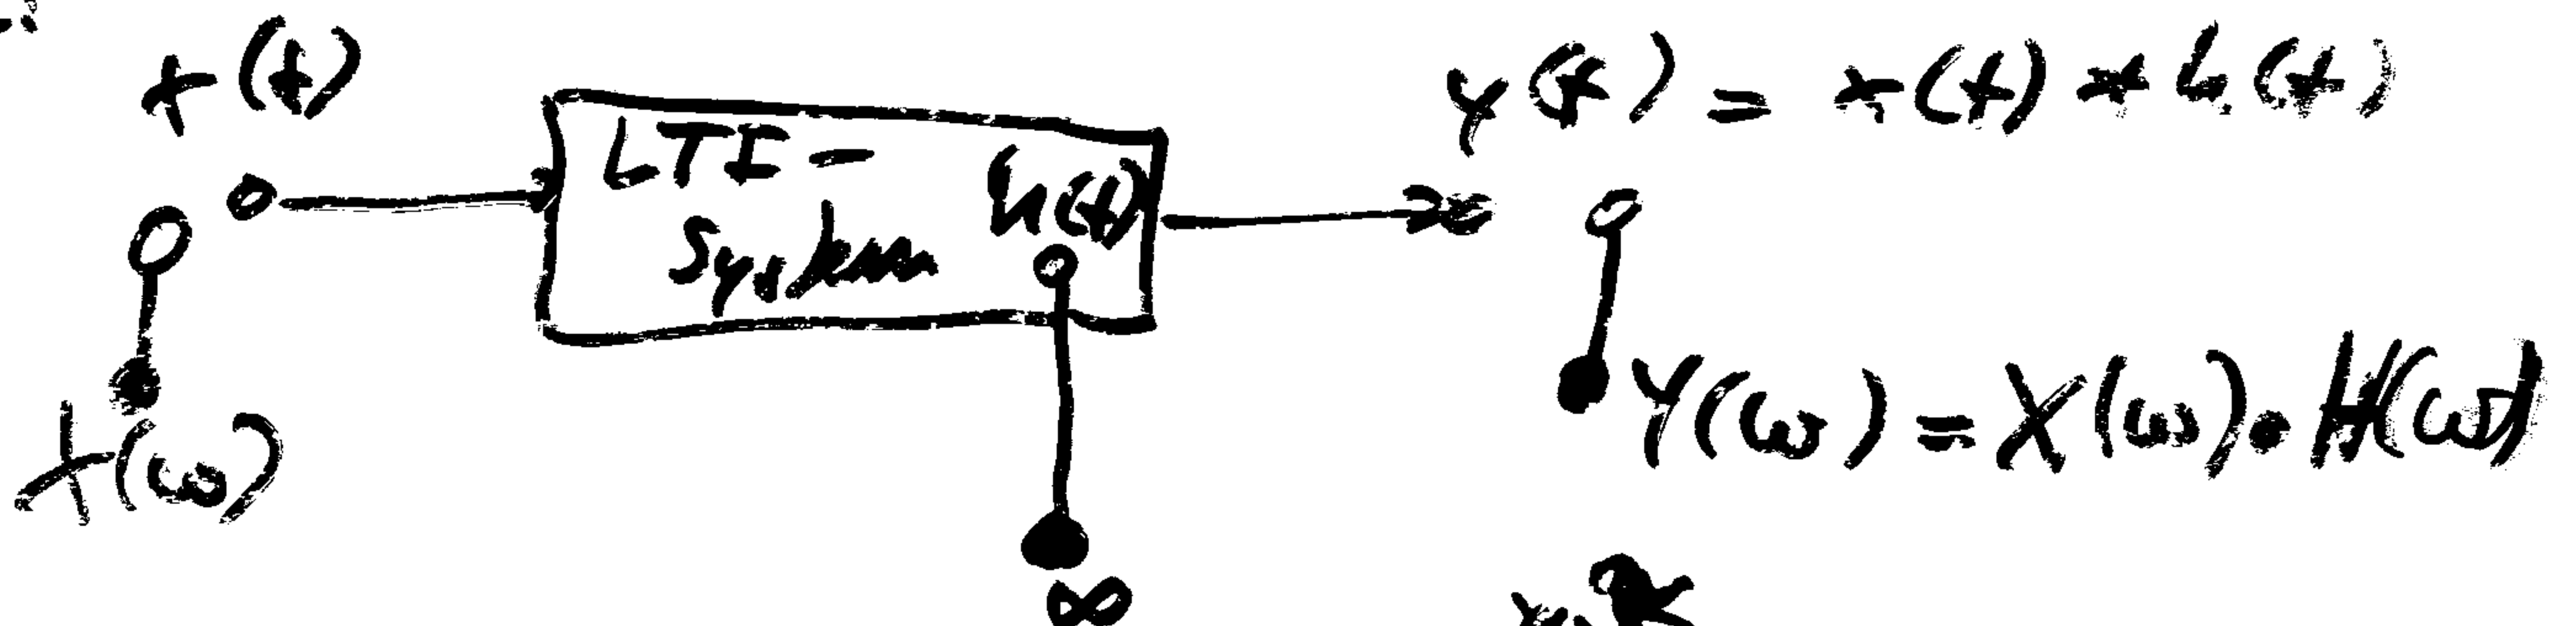 x(t)
y(t) = x(t) * h(t)
LTI-
System
h(t)
X(ω)
Y(ω) = X(ω) • H(ω)
∞